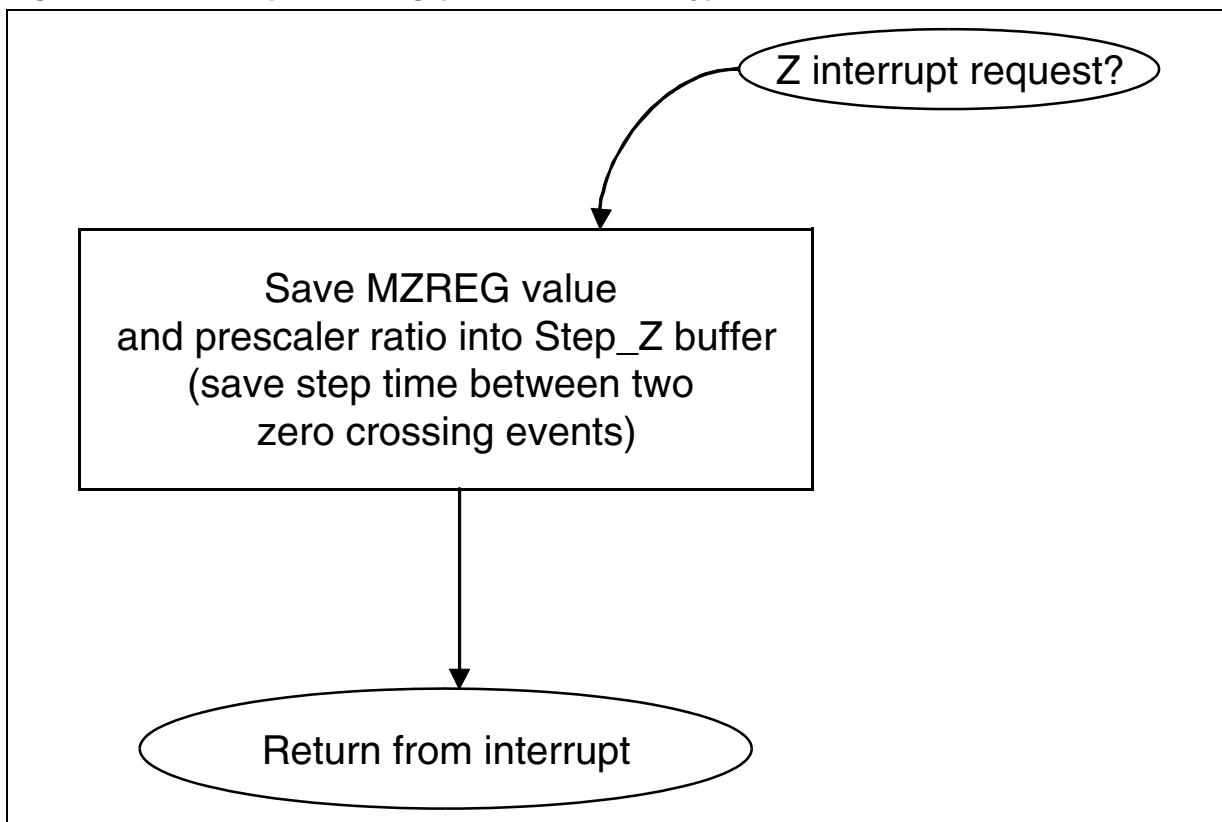 Z interrupt request?
Save MZREG value
and prescaler ratio into Step_Z buffer
(save step time between two
zero crossing events)
Return from interrupt